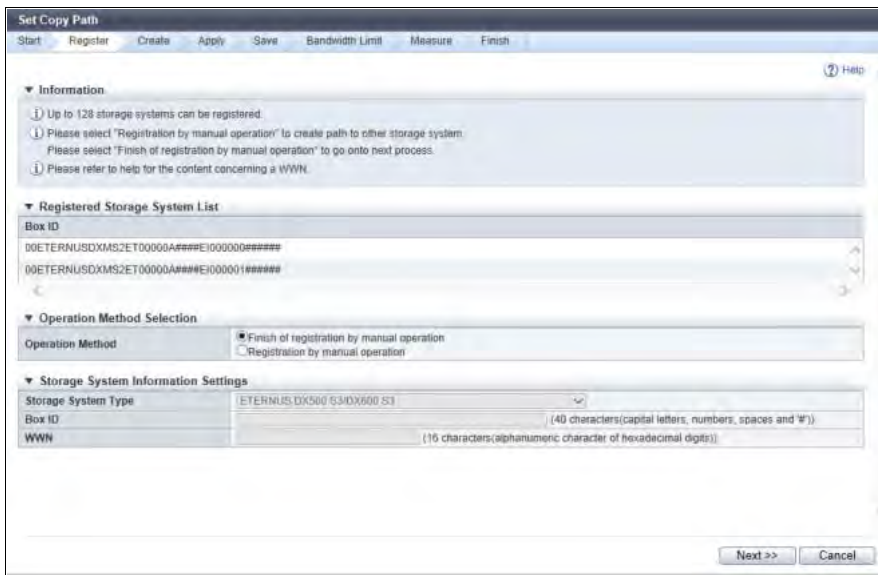 Set Copy Path
Start Register Create Apply Save Bandwidth Limit Measure Finish
(?) Help
▼ Information
(i) Up to 128 storage systems can be registered.
(i) Please select "Registration by manual operation" to create path to other storage system.
Please select "Finish of registration by manual operation" to go onto next process.
(i) Please refer to help for the content concerning a WWN.
▼ Registered Storage System List
Box ID
00ETERNUSDXMS2ET00000A####EI000000######
00ETERNUSDXMS2ET00000A####EI000001######
▼ Operation Method Selection
Operation Method
Finish of registration by manual operation
Registration by manual operation
▼ Storage System Information Settings
Storage System Type ETERNUS DX500 S3/DX600 S3
Box ID (40 characters(capital letters, numbers, spaces and '#'))
WWN (16 characters(alphanumeric character of hexadecimal digits))
Next >> Cancel